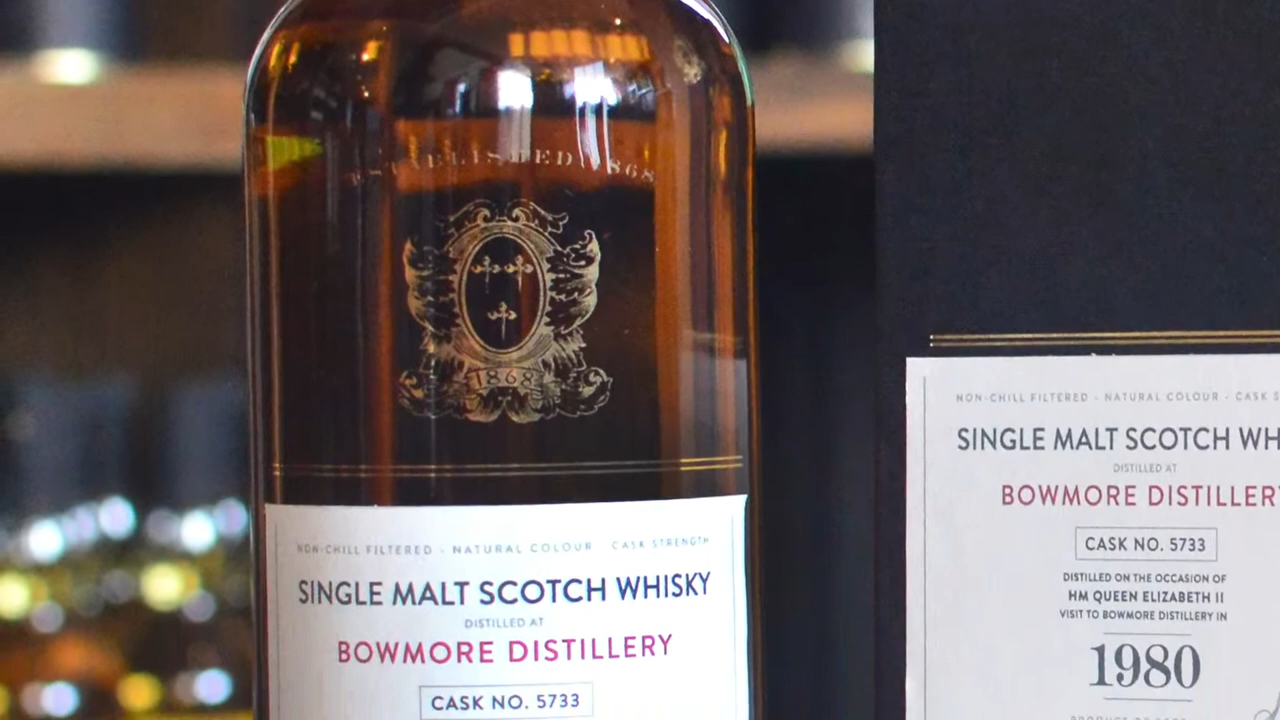 ESTABLISHED 1868
1868
NON-CHILL FILTERED - NATURAL COLOUR CASK STRENGTH
SINGLE MALT SCOTCH WHISKY
DISTILLED AT
BOWMORE DISTILLERY
CASK NO. 5733
NON-CHILL FILTERED - NATURAL COLOUR - CASK S
SINGLE MALT SCOTCH WH
DISTILLED AT
BOWMORE DISTILLERY
CASK NO. 5733
DISTILLED ON THE OCCASION OF
HM QUEEN ELIZABETH II
VISIT TO BOWMORE DISTILLERY IN
1980